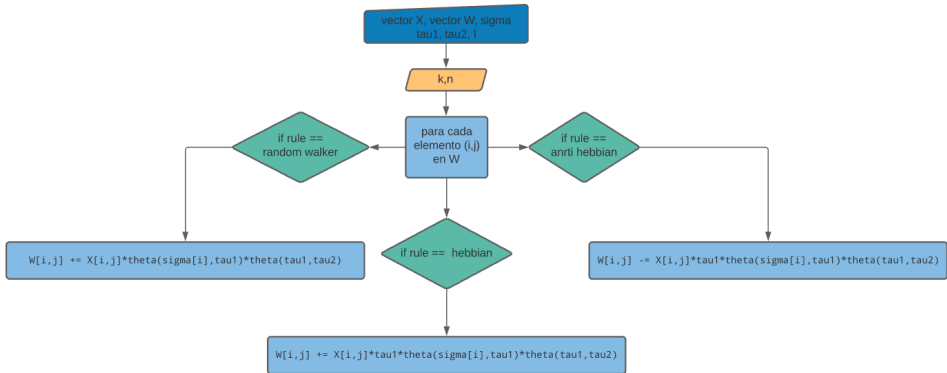 vector X, vector W, sigma
tau1, tau2, l
k,n
if rule ==
random walker
para cada
elemento (i,j)
en W
if rule ==
anrti hebbian
if rule ==  hebbian
W[i,j] += X[i,j]*theta(sigma[i],tau1)*theta(tau1,tau2)
W[i,j] -= X[i,j]*tau1*theta(sigma[i],tau1)*theta(tau1,tau2)
W[i,j] += X[i,j]*tau1*theta(sigma[i],tau1)*theta(tau1,tau2)